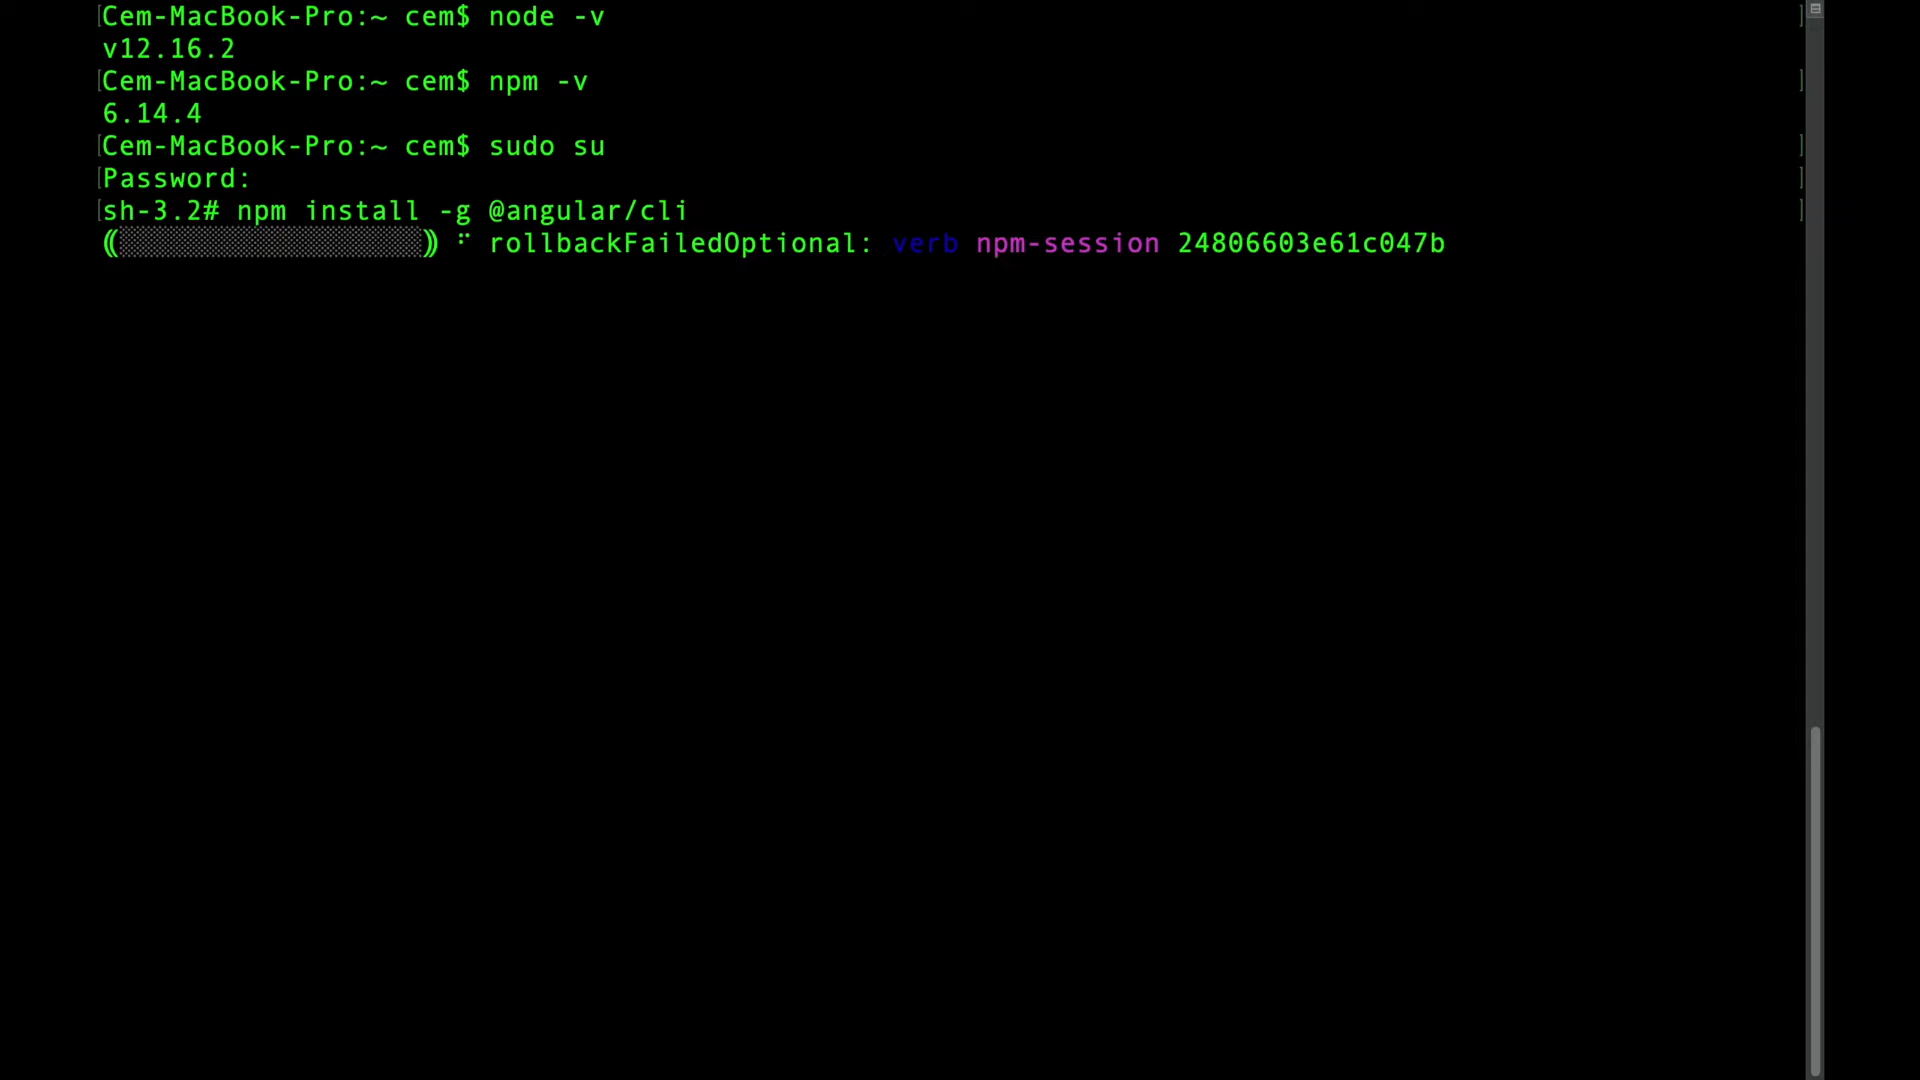 [Cem-MacBook-Pro:~ cem$ node -v ]
v12.16.2
[Cem-MacBook-Pro:~ cem$ npm -v ]
6.14.4
[Cem-MacBook-Pro:~ cem$ sudo su ]
[Password: ]
[sh-3.2# npm install -g @angular/cli ]
(░░░░░░░░░░░░░░░░░░) ⠋ rollbackFailedOptional: verb npm-session 24806603e61c047b